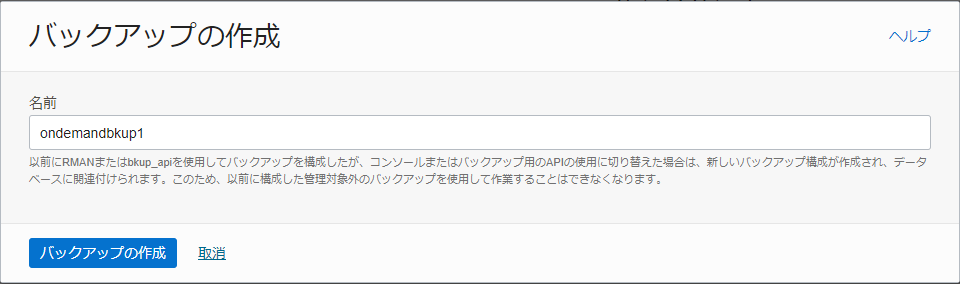 バックアップの作成
ヘルプ
名前
ondemandbkup1
以前にRMANまたはbkup_apiを使用してバックアップを構成したが、コンソールまたはバックアップ用のAPIの使用に切り替えた場合は、新しいバックアップ構成が作成され、データ
ベースに関連付けられます。このため、以前に構成した管理対象外のバックアップを使用して作業することはできなくなります。
バックアップの作成
取消